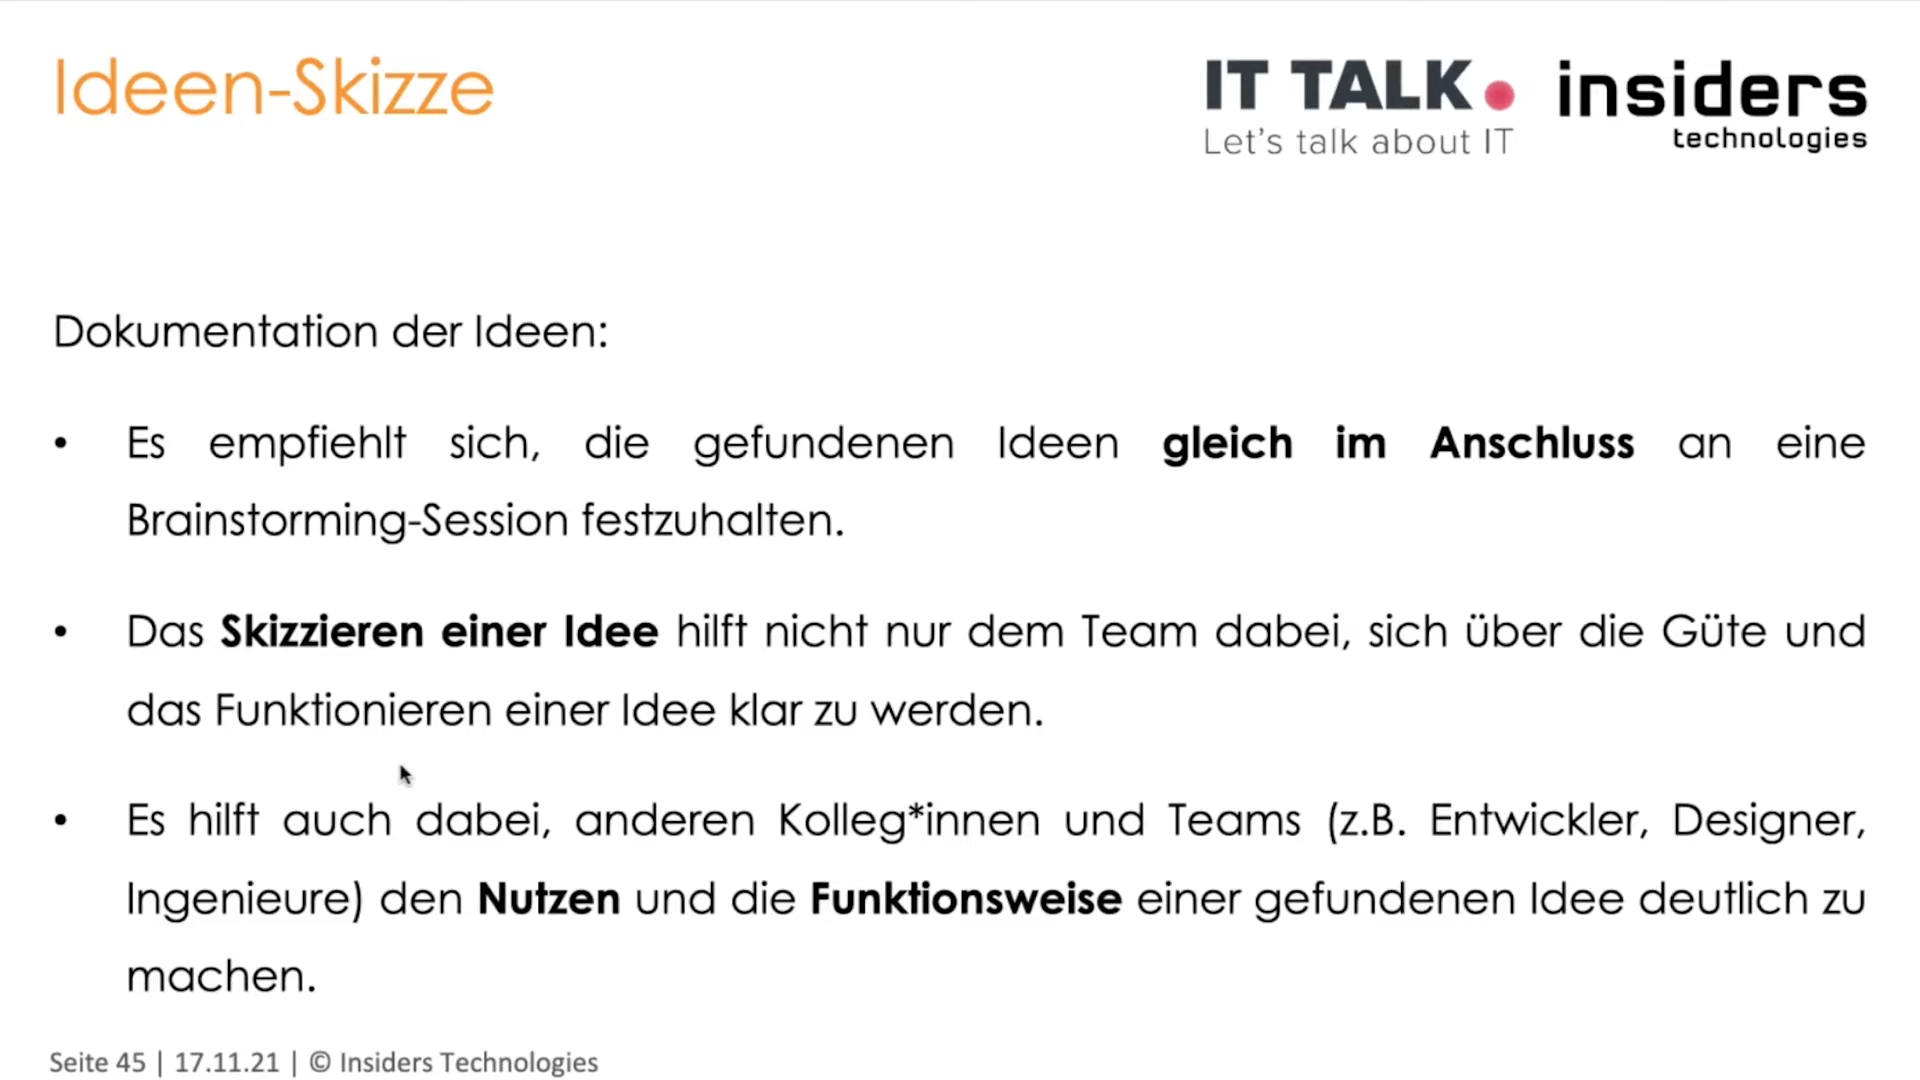 Ideen-Skizze
IT TALK.
Let's talk about IT
insiders
technologies
Dokumentation der Ideen:
• Es empfiehlt sich, die gefundenen Ideen gleich im Anschluss an eine
Brainstorming-Session festzuhalten.
• Das Skizzieren einer Idee hilft nicht nur dem Team dabei, sich über die Güte und
das Funktionieren einer Idee klar zu werden.
• Es hilft auch dabei, anderen Kolleg*innen und Teams (z.B. Entwickler, Designer,
Ingenieure) den Nutzen und die Funktionsweise einer gefundenen Idee deutlich zu
machen.
Seite 45 | 17.11.21 | © Insiders Technologies